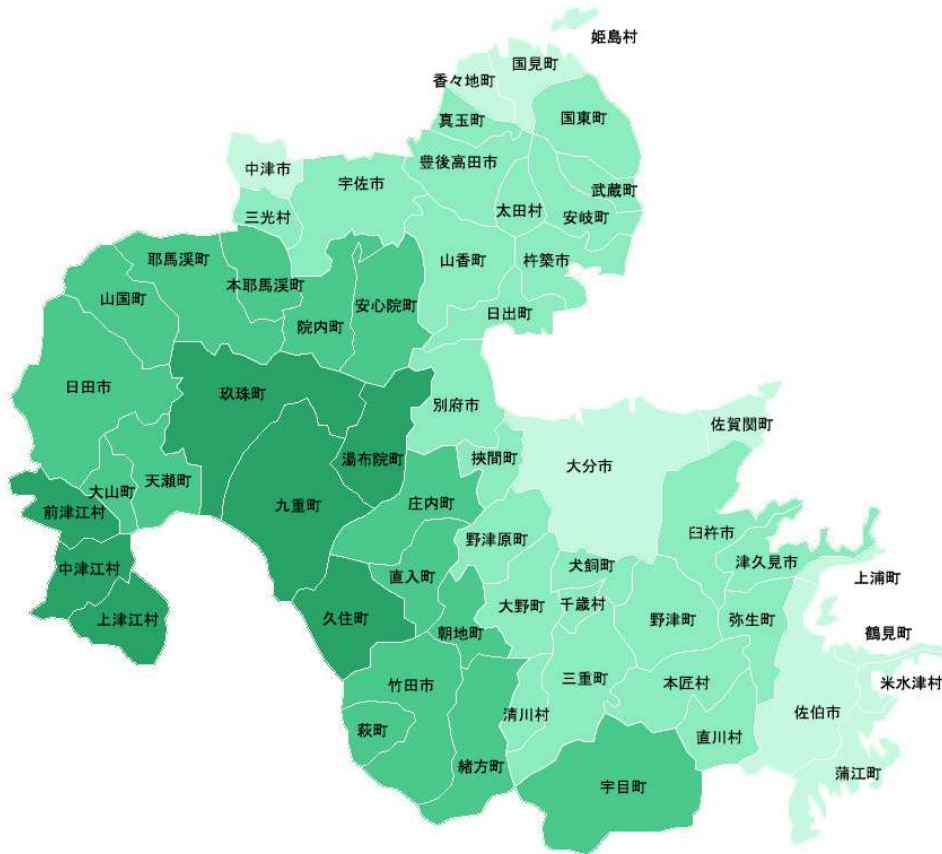 姫島村
国見町
香々地町
国東町
真玉町
豊後高田市
中津市
宇佐市
武蔵町
太田村
三光村
安岐町
耶馬渓町
山香町
杵築市
本耶馬渓町
山国町
安心院町
日出町
院内町
日田市
玖珠町
別府市
佐賀関町
湯布院町
挾間町
大分市
天瀬町
大山町
庄内町
九重町
前津江村
臼杵市
野津原町
津久見市
犬飼町
中津江村
直入町
上浦町
千歳村
大野町
上津江村
久住町
野津町
弥生町
朝地町
鶴見町
三重町
竹田市
本匠村
米水津村
清川村
佐伯市
萩町
直川村
緒方町
蒲江町
宇目町